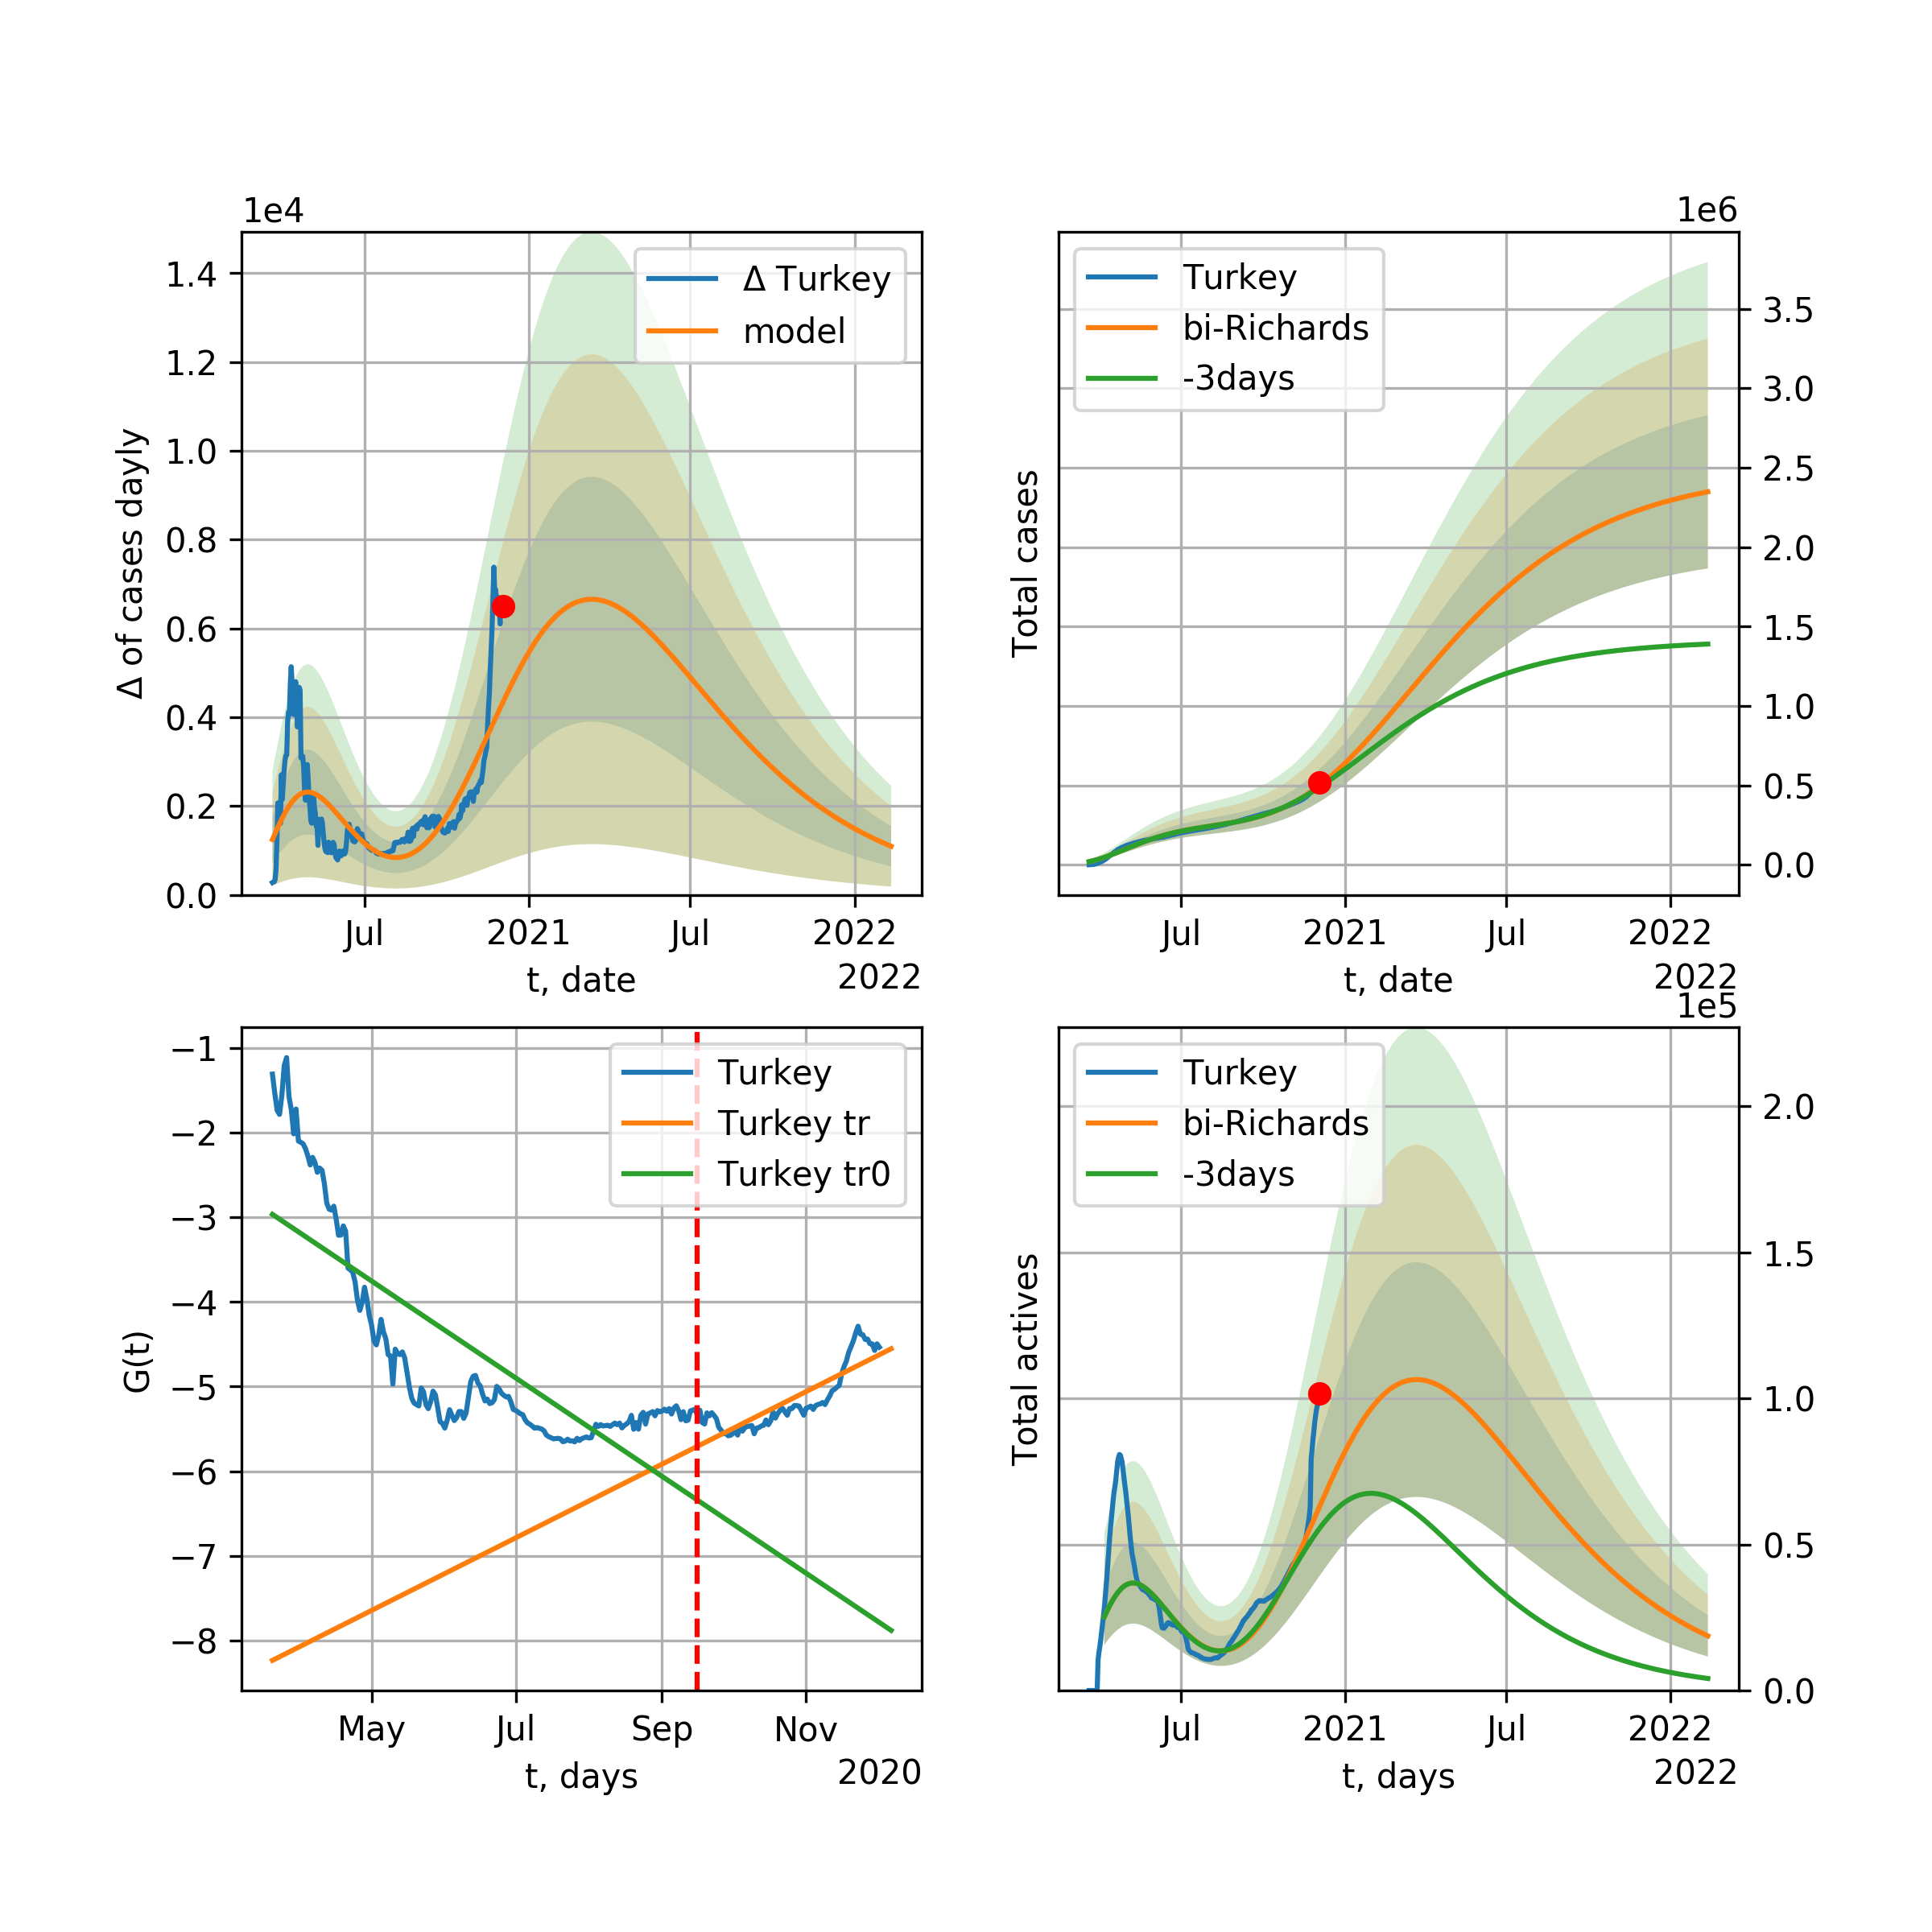 1e4
Δ of cases dayly
1.4
1.2
1.0
0.8
0.6
0.4
0.2
0.0
Δ Turkey
model
Jul 2021 Jul 2022
t, date
2022
1e6
Total cases
Turkey
bi-Richards
-3days
3.5
3.0
2.5
2.0
1.5
1.0
0.5
0.0
Jul 2021 Jul 2022
t, date
2022
G(t)
−1
−2
−3
−4
−5
−6
−7
−8
Turkey
Turkey tr
Turkey tr0
May Jul Sep Nov
t, days
2020
1e5
Total actives
Turkey
bi-Richards
-3days
2.0
1.5
1.0
0.5
0.0
Jul 2021 Jul 2022
t, days
2022